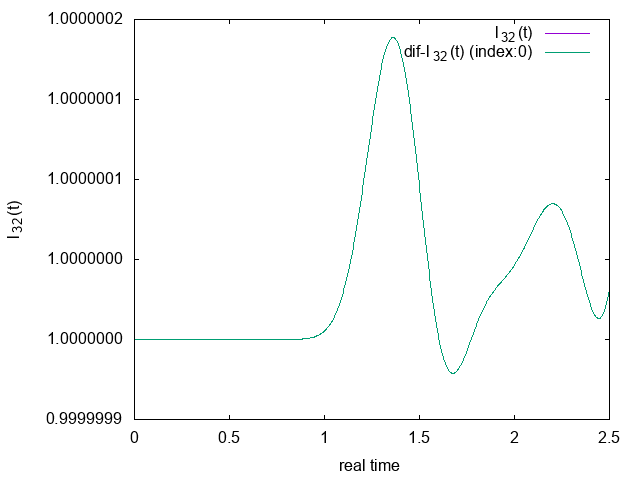 1.0000002
1.0000001
1.0000001
1.0000000
1.0000000
0.9999999
I32(t)
I32(t)
dif-I32(t) (index:0)
0 0.5 1 1.5 2 2.5
real time